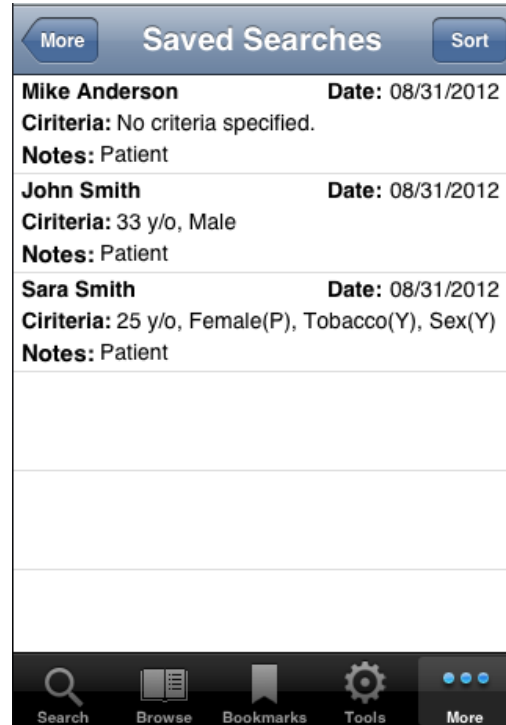 More Saved Searches Sort
Mike Anderson Date: 08/31/2012
Ciriteria: No criteria specified.
Notes: Patient
John Smith Date: 08/31/2012
Ciriteria: 33 y/o, Male
Notes: Patient
Sara Smith Date: 08/31/2012
Ciriteria: 25 y/o, Female(P), Tobacco(Y), Sex(Y)
Notes: Patient
Search Browse Bookmarks Tools More